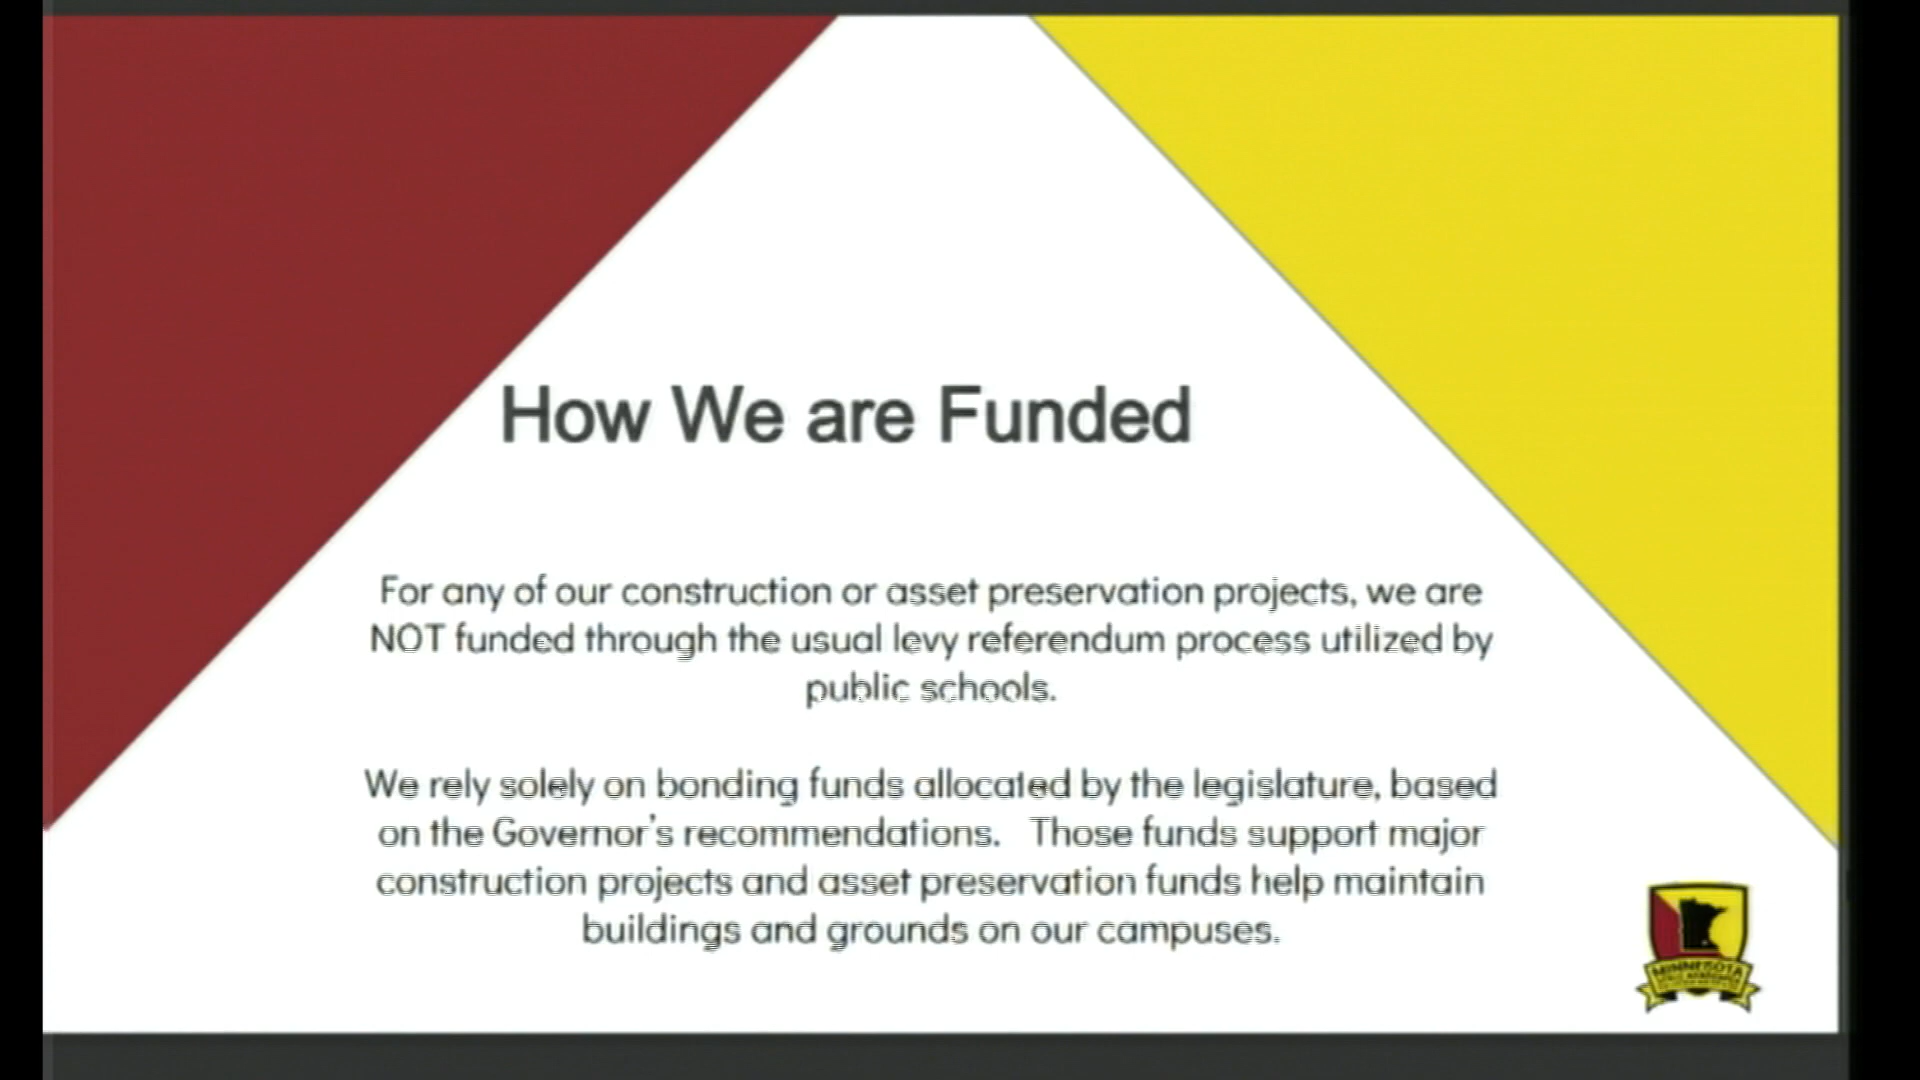 How We are Funded
For any of our construction or asset preservation projects, we are
NOT funded through the usual levy referendum process utilized by
public schools.
We rely solely on bonding funds allocated by the legislature, based
on the Governor's recommendations. Those funds support major
construction projects and asset preservation funds help maintain
buildings and grounds on our campuses.
MINNESOTA